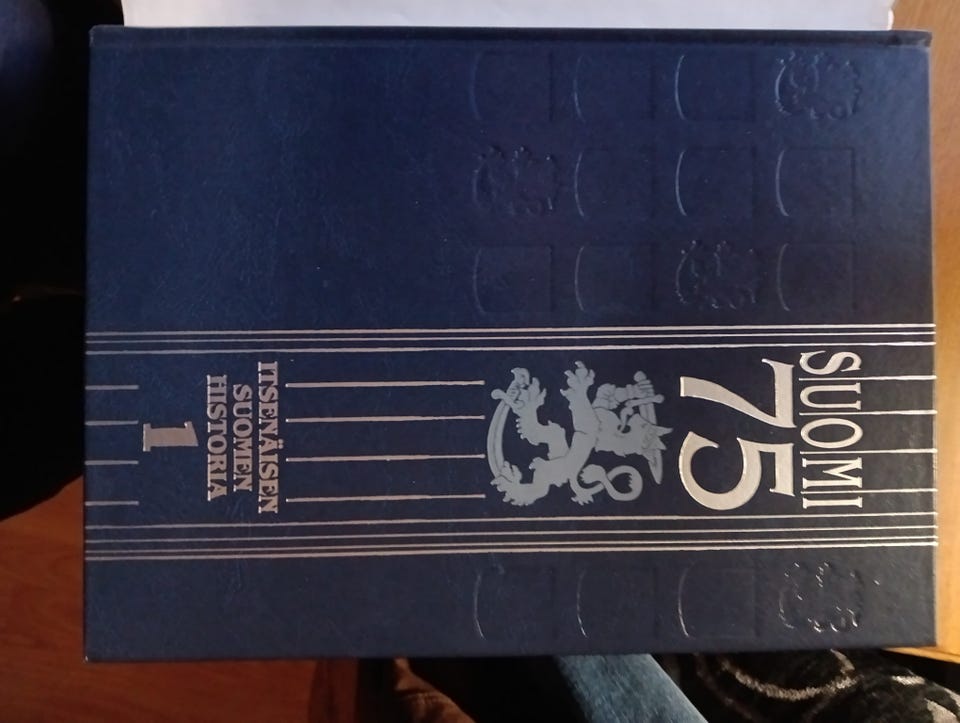 SUOMI
75
ITSENÄISEN
SUOMEN
HISTORIA
1